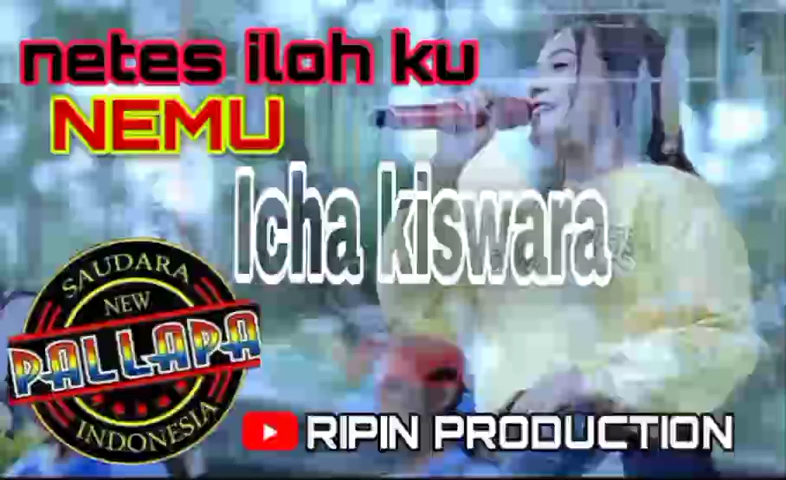 netes iloh ku
NEMU
Icha kiswara
SAUDARA
NEW
PALLAPA
INDONESIA
RIPIN PRODUCTION